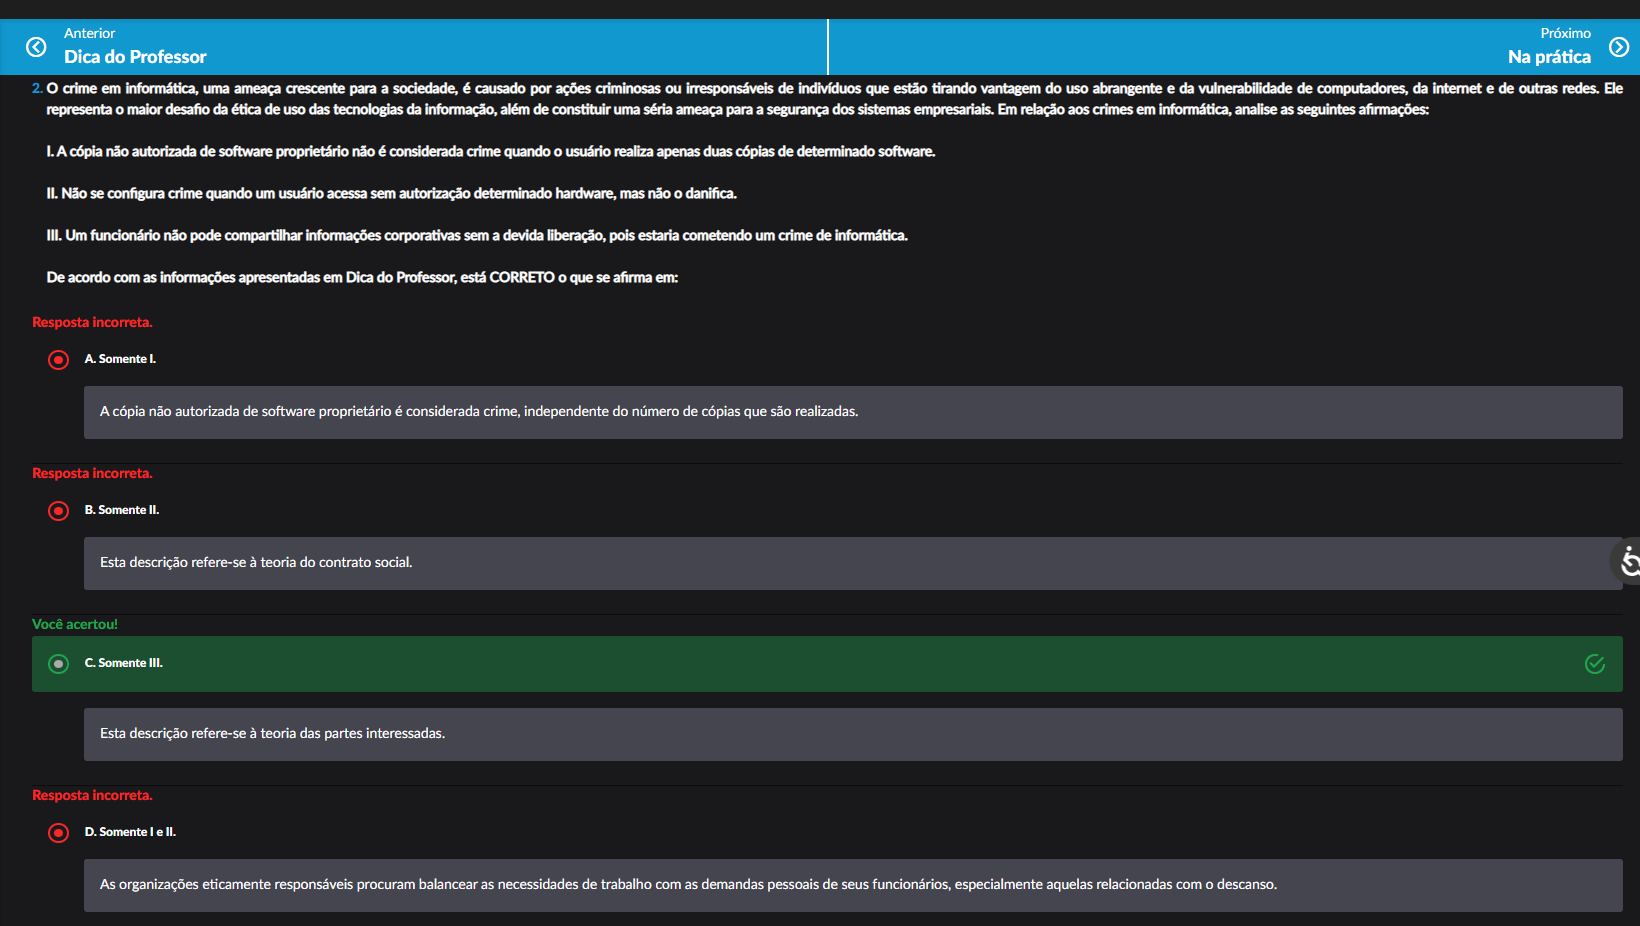 Anterior
Dica do Professor
Próximo
Na prática
2. O crime em informática, uma ameaça crescente para a sociedade, é causado por ações criminosas ou irresponsáveis de indivíduos que estão tirando vantagem do uso abrangente e da vulnerabilidade de computadores, da internet e de outras redes. Ele
representa o maior desafio da ética de uso das tecnologias da informação, além de constituir uma séria ameaça para a segurança dos sistemas empresariais. Em relação aos crimes em informática, analise as seguintes afirmações:
I. A cópia não autorizada de software proprietário não é considerada crime quando o usuário realiza apenas duas cópias de determinado software.
II. Não se configura crime quando um usuário acessa sem autorização determinado hardware, mas não o danifica.
III. Um funcionário não pode compartilhar informações corporativas sem a devida liberação, pois estaria cometendo um crime de informática.
De acordo com as informações apresentadas em Dica do Professor, está CORRETO o que se afirma em:
Resposta incorreta.
A. Somente I.
A cópia não autorizada de software proprietário é considerada crime, independente do número de cópias que são realizadas.
Resposta incorreta.
B. Somente II.
Esta descrição refere-se à teoria do contrato social.
Você acertou!
C. Somente III.
Esta descrição refere-se à teoria das partes interessadas.
Resposta incorreta.
D. Somente I e II.
As organizações eticamente responsáveis procuram balancear as necessidades de trabalho com as demandas pessoais de seus funcionários, especialmente aquelas relacionadas com o descanso.